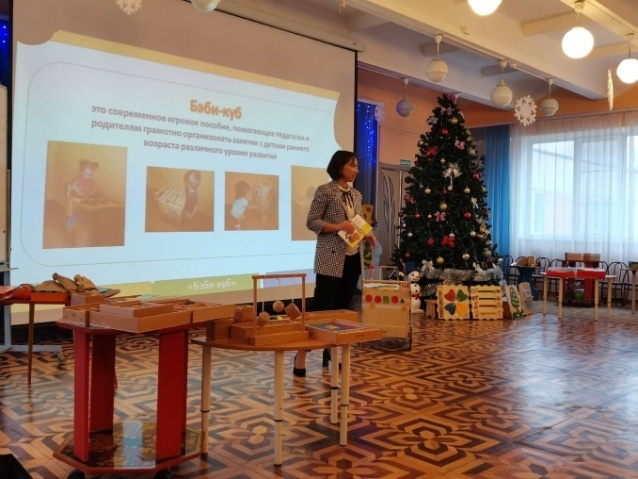 Бэби-куб
это современное игровое пособие, помогающее педагогам и
родителям грамотно организовать занятия с детьми раннего
возраста различного уровня развития
«Бэби-куб»